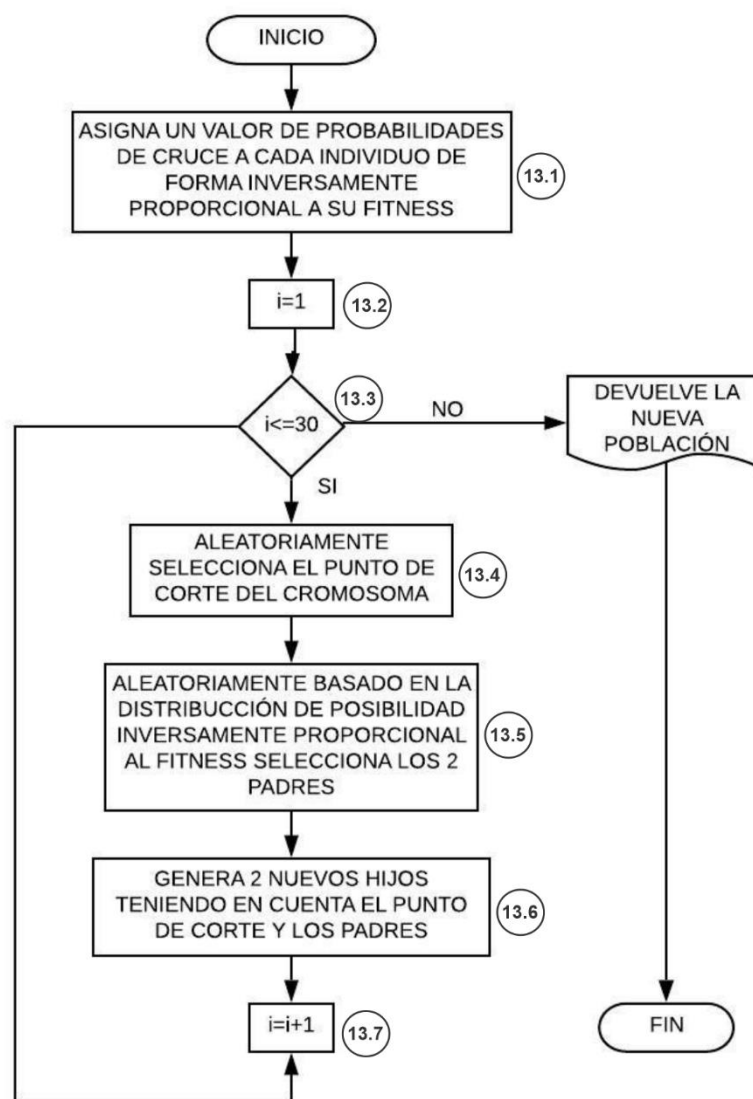 INICIO
ASIGNA UN VALOR DE PROBABILIDADES
DE CRUCE A CADA INDIVIDUO DE
FORMA INVERSAMENTE
PROPORCIONAL A SU FITNESS
13.1
i=1
13.2
i<=30
13.3
NO
DEVUELVE LA
NUEVA
POBLACIÓN
SI
ALEATORIAMENTE
SELECCIONA EL PUNTO DE
CORTE DEL CROMOSOMA
13.4
ALEATORIAMENTE BASADO EN LA
DISTRIBUCCIÓN DE POSIBILIDAD
INVERSAMENTE PROPORCIONAL
AL FITNESS SELECCIONA LOS 2
PADRES
13.5
GENERA 2 NUEVOS HIJOS
TENIENDO EN CUENTA EL PUNTO
DE CORTE Y LOS PADRES
13.6
i=i+1
13.7
FIN